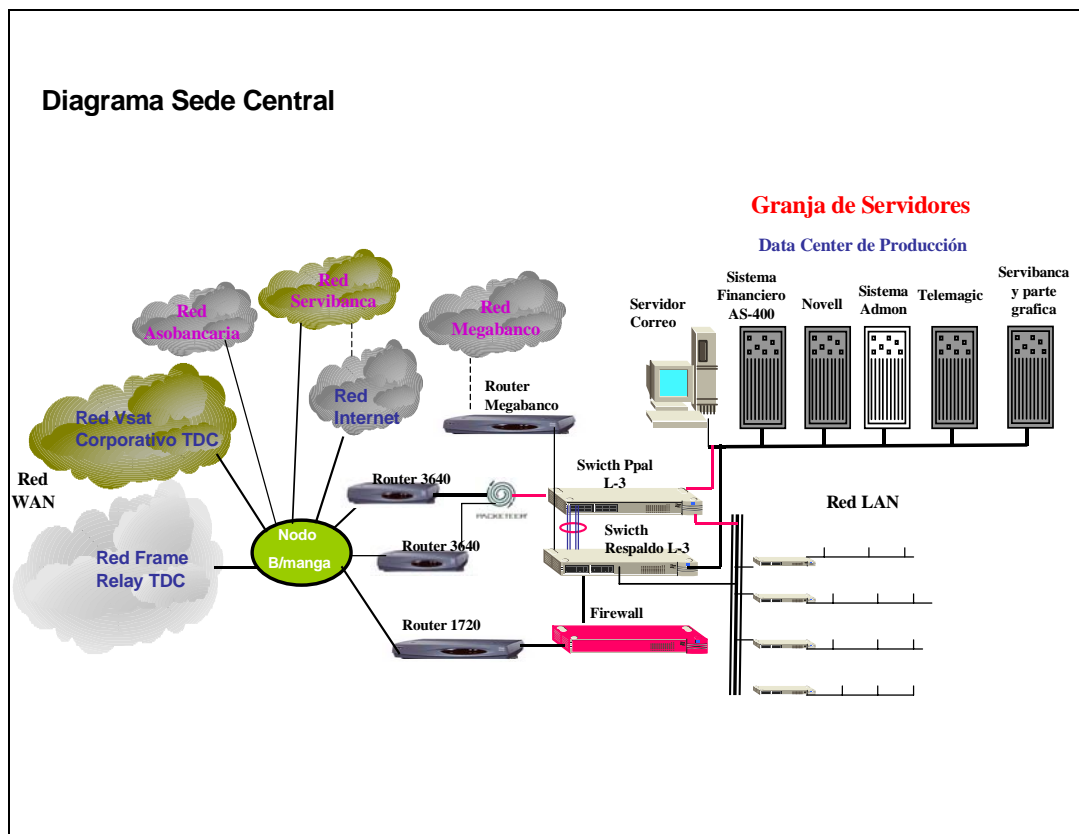 Diagrama Sede Central
Granja de Servidores
Data Center de Producción
Sistema
Financiero
AS-400
Novell
Sistema
Admon
Telemagic
Servibanca
y parte
grafica
Servidor
Correo
Red
Servibanca
Red
Asobancaria
Red
Megabanco
Red
Internet
Router
Megabanco
Red Vsat
Corporativo TDC
Red
WAN
Red Frame
Relay TDC
Nodo
B/manga
Router 3640
Router 3640
Router 1720
PACKETEER
Swicth Ppal
L-3
Swicth
Respaldo L-3
Firewall
Red LAN